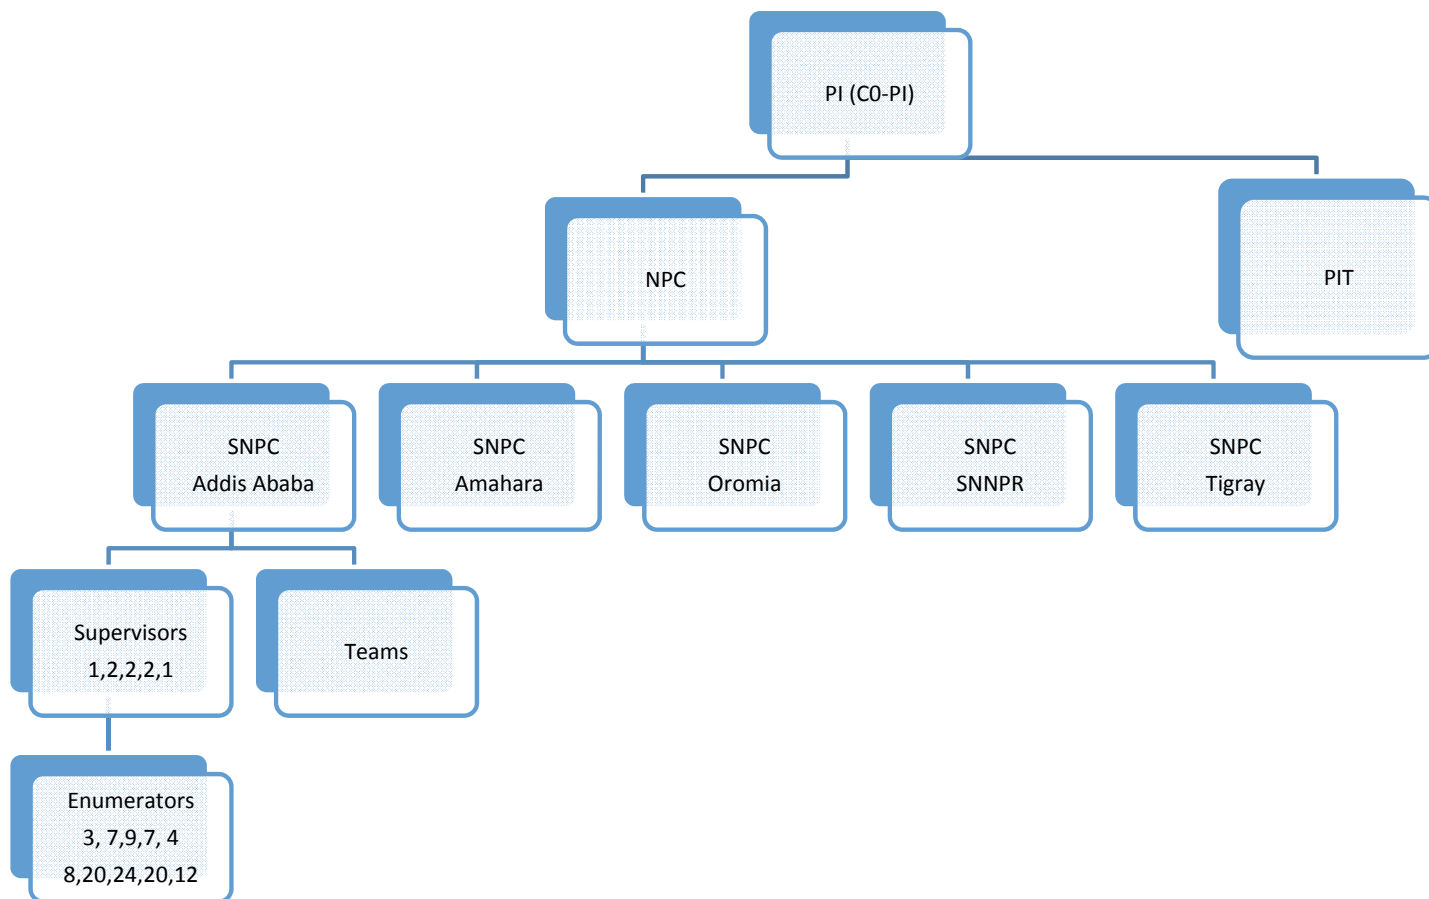 PI (C0-PI)
NPC
PIT
SNPC
Addis Ababa
SNPC
Amahara
SNPC
Oromia
SNPC
SNNPR
SNPC
Tigray
Supervisors
1,2,2,2,1
Teams
Enumerators
3, 7,9,7, 4
8,20,24,20,12